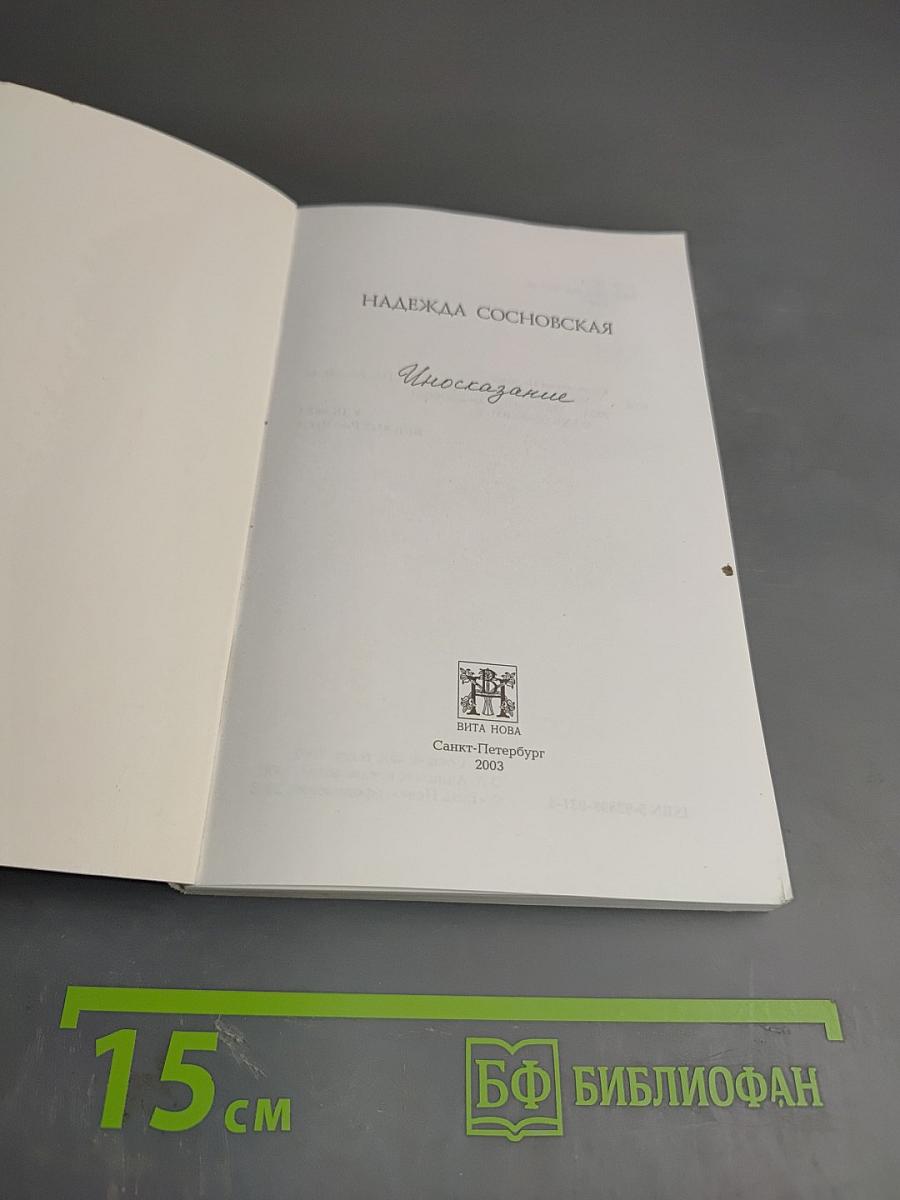 НАДЕЖДА СОСНОВСКАЯ
Иносказание
ВИТА НОВА
Санкт-Петербург
2003
15 см
БФ БИБЛИОФАН